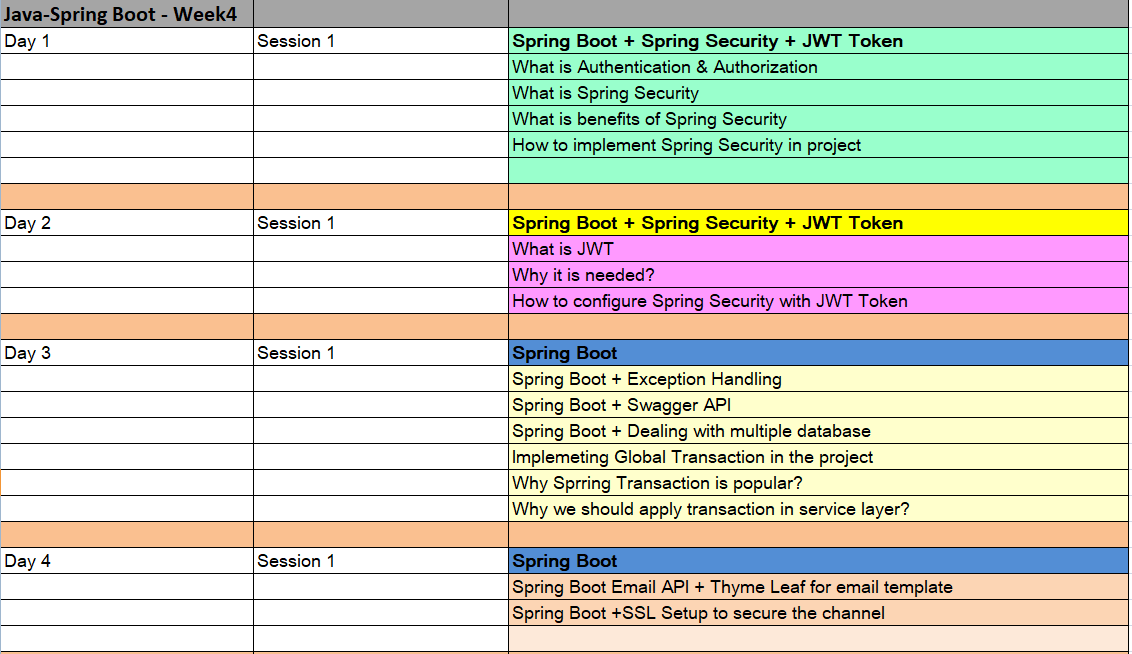 Java-Spring Boot - Week4
Day 1 Session 1 Spring Boot + Spring Security + JWT Token
What is Authentication & Authorization
What is Spring Security
What is benefits of Spring Security
How to implement Spring Security in project
Day 2 Session 1 Spring Boot + Spring Security + JWT Token
What is JWT
Why it is needed?
How to configure Spring Security with JWT Token
Day 3 Session 1 Spring Boot
Spring Boot + Exception Handling
Spring Boot + Swagger API
Spring Boot + Dealing with multiple database
Implemeting Global Transaction in the project
Why Sprring Transaction is popular?
Why we should apply transaction in service layer?
Day 4 Session 1 Spring Boot
Spring Boot Email API + Thyme Leaf for email template
Spring Boot +SSL Setup to secure the channel